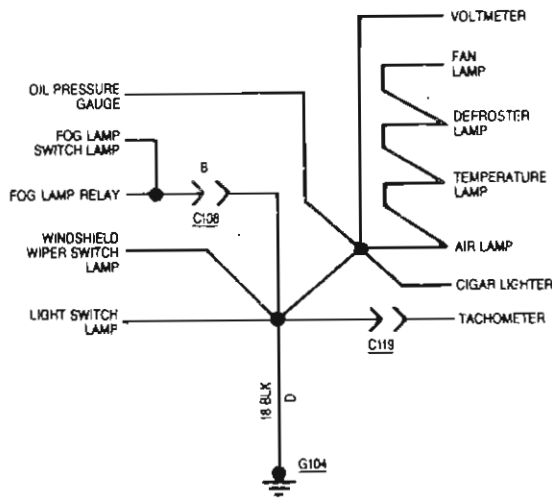 VOLTMETER
FAN
LAMP
OIL PRESSURE
GAUGE
DEFROSTER
LAMP
FOG LAMP
SWITCH LAMP
B
TEMPERATURE
LAMP
FOG LAMP RELAY
C108
WINDSHIELD
WIPER SWITCH
LAMP
AIR LAMP
CIGAR LIGHTER
LIGHT SWITCH
LAMP
TACHOMETER
C119
18 BLK
D
G104